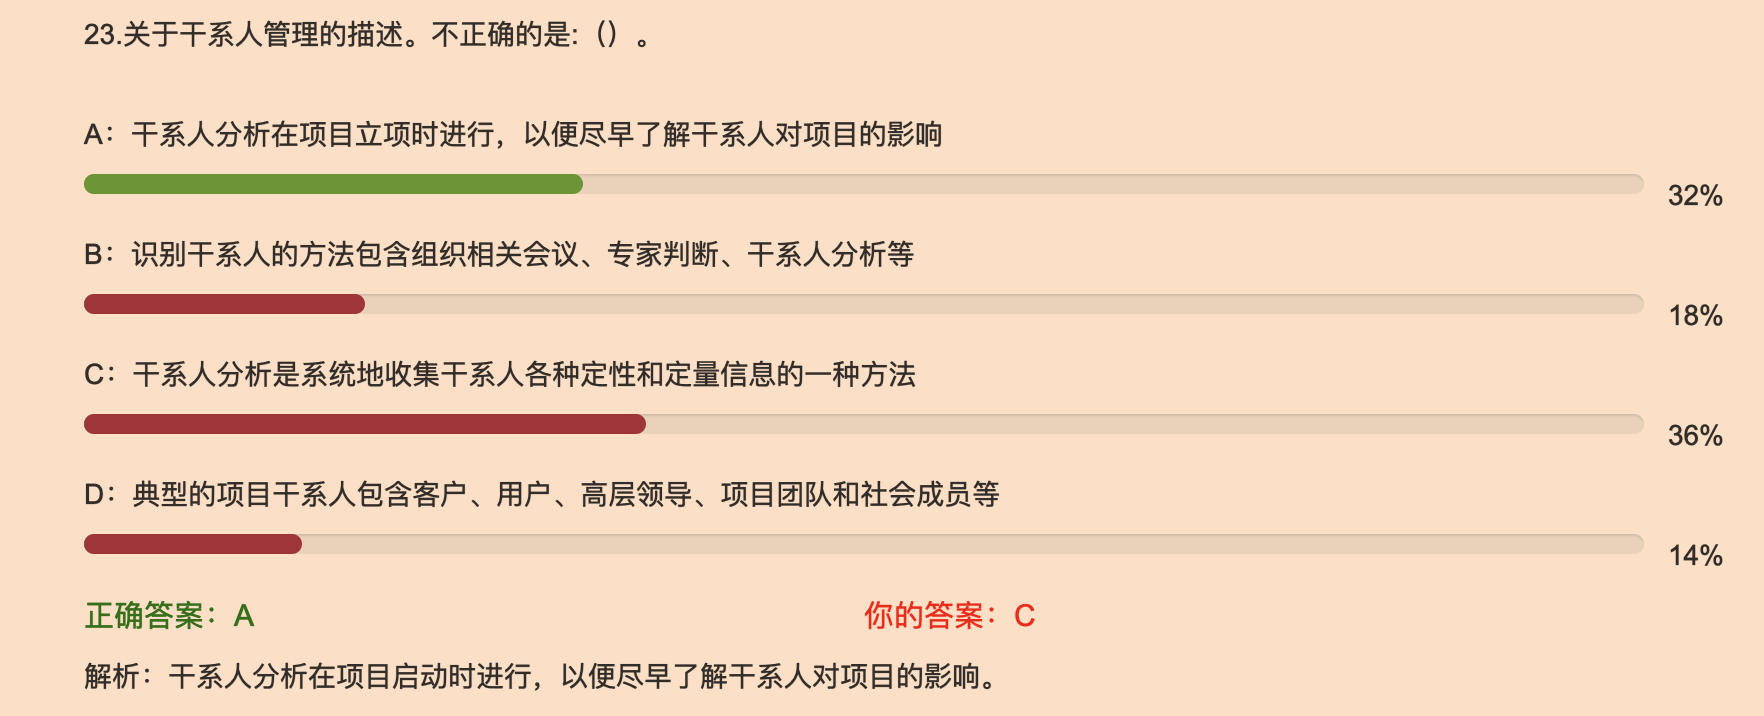 23.关于干系人管理的描述。不正确的是:（）。
A：干系人分析在项目立项时进行，以便尽早了解干系人对项目的影响
32%
B：识别干系人的方法包含组织相关会议、专家判断、干系人分析等
18%
C：干系人分析是系统地收集干系人各种定性和定量信息的一种方法
36%
D：典型的项目干系人包含客户、用户、高层领导、项目团队和社会成员等
14%
正确答案：A
你的答案：C
解析：干系人分析在项目启动时进行，以便尽早了解干系人对项目的影响。